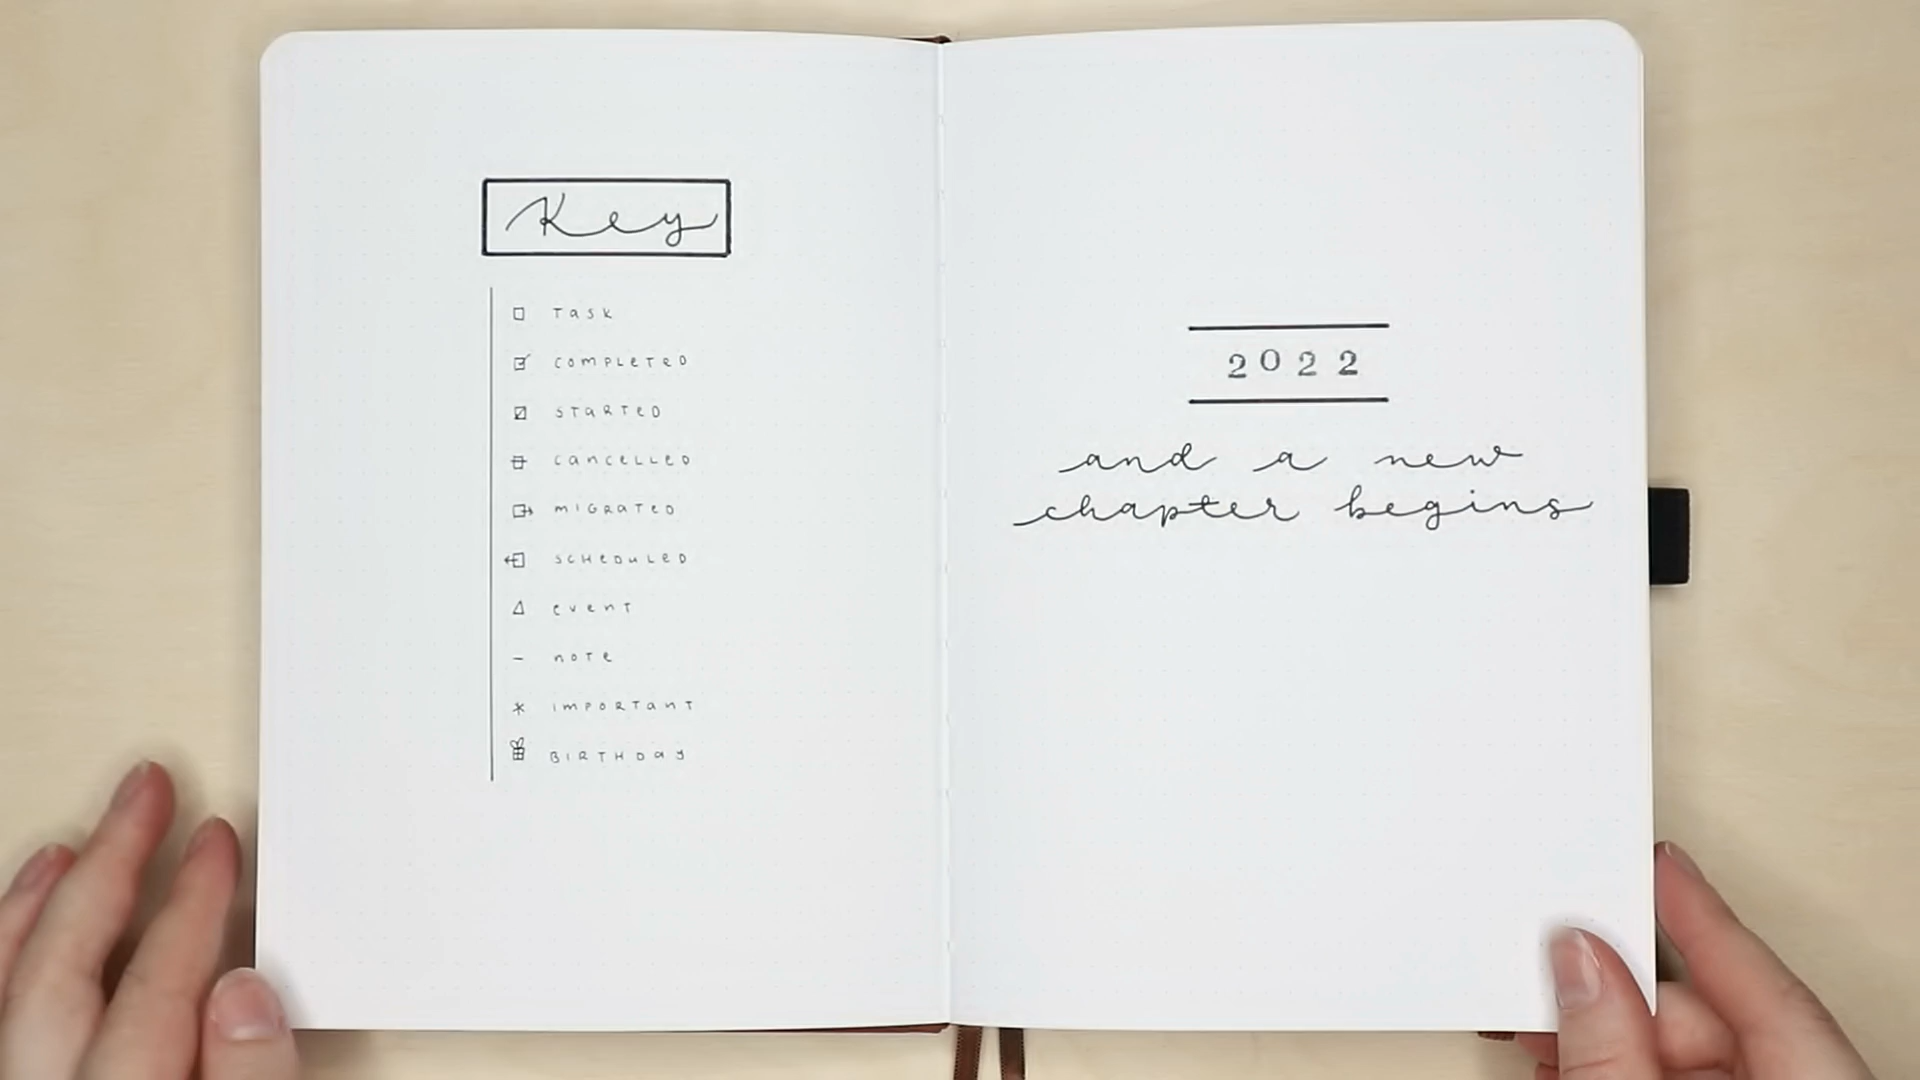 Key
Task
completed
started
cancelled
migrated
scheduled
event
note
important
Birthday
2022
and a new
chapter begins